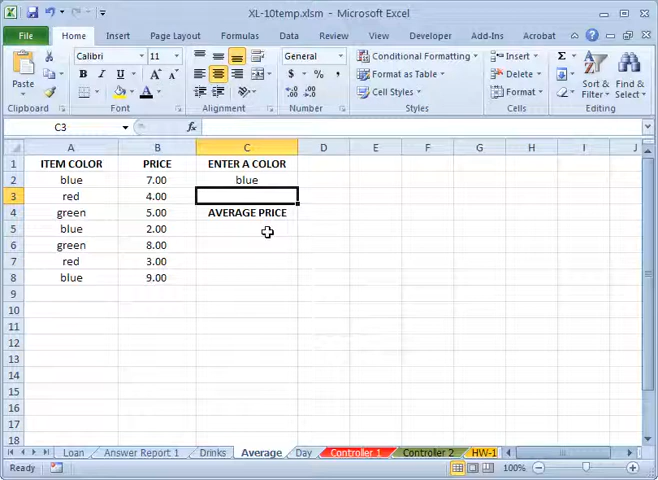 XL-10temp.xlsm - Microsoft Excel
File Home Insert Page Layout Formulas Data Review View Developer Add-Ins Acrobat
Paste
Clipboard
Calibri 11
B I U
Font
Alignment
General
$ % ,
Number
Conditional Formatting
Format as Table
Cell Styles
Styles
Insert
Delete
Format
Cells
Σ
Sort & Filter
Find & Select
Editing
C3 fx
A B C D E F G H I J
1 ITEM COLOR PRICE ENTER A COLOR
2 blue 7.00 blue
3 red 4.00
4 green 5.00 AVERAGE PRICE
5 blue 2.00
6 green 8.00
7 red 3.00
8 blue 9.00
9
10
11
12
13
14
15
16
17
18
Loan Answer Report 1 Drinks Average Day Controller 1 Controller 2 HW-1
Ready 100%